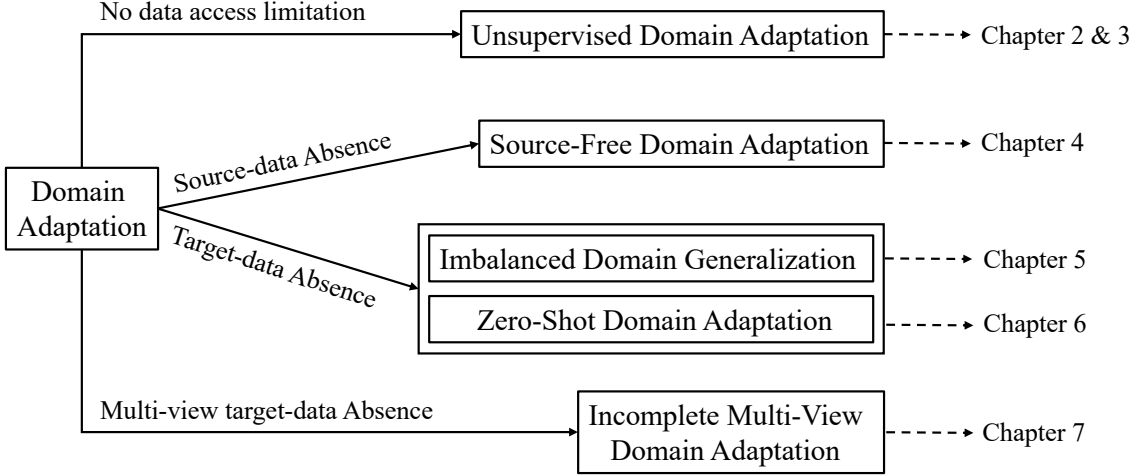 No data access limitation
Unsupervised Domain Adaptation
Chapter 2 & 3
Source-data Absence
Source-Free Domain Adaptation
Chapter 4
Domain
Adaptation
Target-data Absence
Imbalanced Domain Generalization
Chapter 5
Zero-Shot Domain Adaptation
Chapter 6
Multi-view target-data Absence
Incomplete Multi-View
Domain Adaptation
Chapter 7